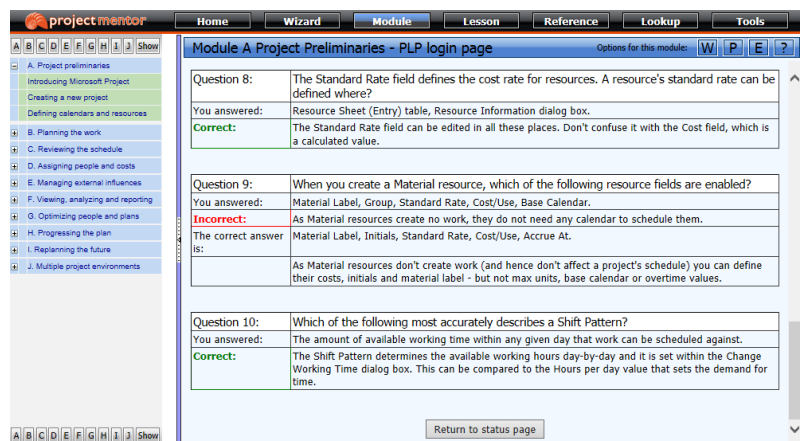 project mentor
Home Wizard Module Lesson Reference Lookup Tools
A B C D E F G H I J Show
A. Project preliminaries
Introducing Microsoft Project
Creating a new project
Defining calendars and resources
B. Planning the work
C. Reviewing the schedule
D. Assigning people and costs
E. Managing external influences
F. Viewing, analyzing and reporting
G. Optimizing people and plans
H. Progressing the plan
I. Replanning the future
J. Multiple project environments
A B C D E F G H I J Show
Module A Project Preliminaries - PLP login page
Options for this module: W P E ?
Question 8: The Standard Rate field defines the cost rate for resources. A resource's standard rate can be
defined where?
You answered: Resource Sheet (Entry) table, Resource Information dialog box.
Correct: The Standard Rate field can be edited in all these places. Don't confuse it with the Cost field, which is
a calculated value.
Question 9: When you create a Material resource, which of the following resource fields are enabled?
You answered: Material Label, Group, Standard Rate, Cost/Use, Base Calendar.
Incorrect: As Material resources create no work, they do not need any calendar to schedule them.
The correct answer Material Label, Initials, Standard Rate, Cost/Use, Accrue At.
is:
As Material resources don't create work (and hence don't affect a project's schedule) you can define
their costs, initials and material label - but not max units, base calendar or overtime values.
Question 10: Which of the following most accurately describes a Shift Pattern?
You answered: The amount of available working time within any given day that work can be scheduled against.
Correct: The Shift Pattern determines the available working hours day-by-day and it is set within the Change
Working Time dialog box. This can be compared to the Hours per day value that sets the demand for
time.
Return to status page